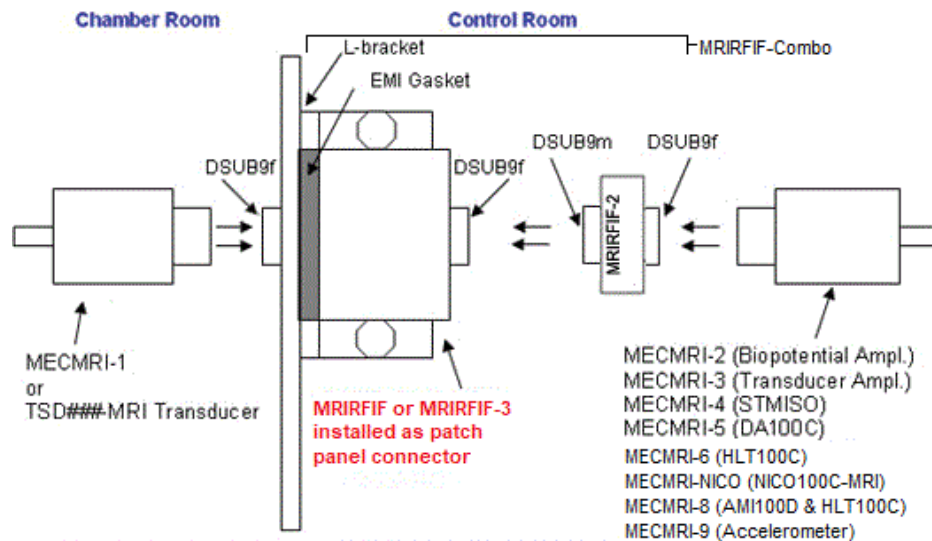 Chamber Room
Control Room
L-bracket
MRIRFIF-Combo
EMI Gasket
DSUB9f
DSUB9f
DSUB9m
DSUB9f
MRIRFIF-2
MECMRI-1
or
TSD###-MRI Transducer
MRIRFIF or MRIRFIF-3
installed as patch
panel connector
MECMRI-2 (Biopotential Ampl.)
MECMRI-3 (Transducer Ampl.)
MECMRI-4 (STMISO)
MECMRI-5 (DA100C)
MECMRI-6 (HLT100C)
MECMRI-NICO (NICO100C-MRI)
MECMRI-8 (AMI100D & HLT100C)
MECMRI-9 (Accelerometer)